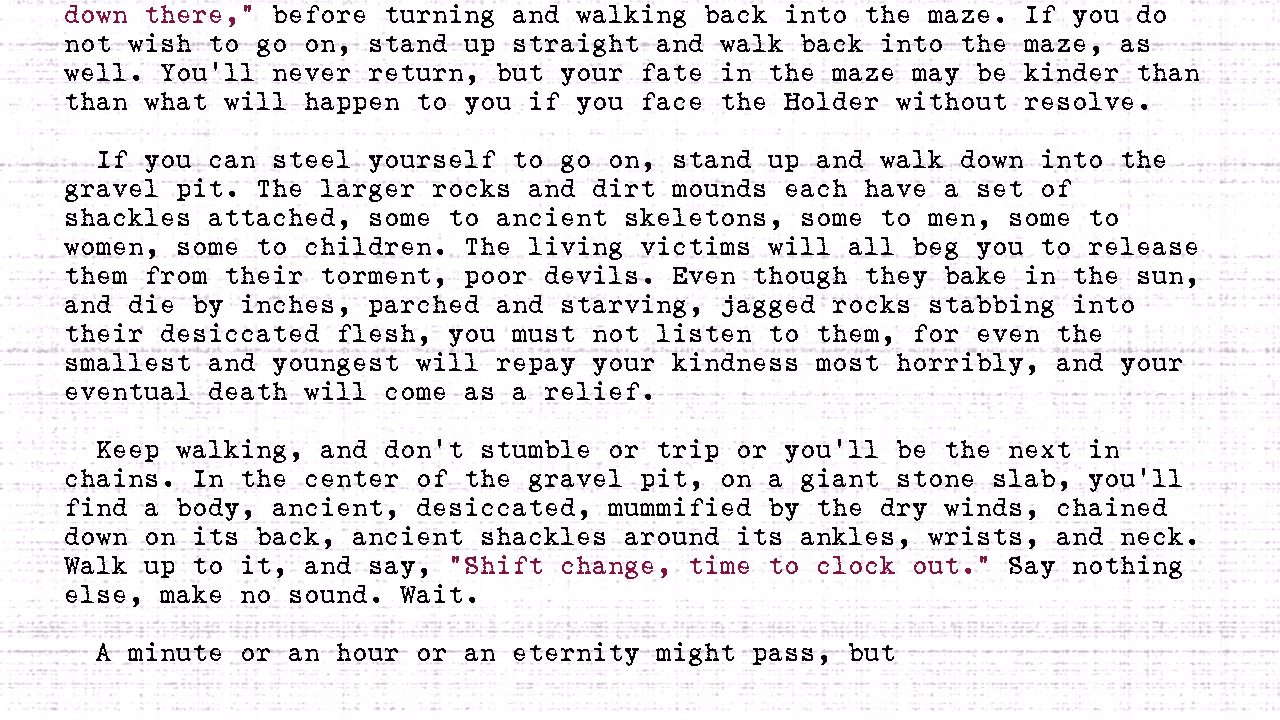 down there," before turning and walking back into the maze. If you do
not wish to go on, stand up straight and walk back into the maze, as
well. You'll never return, but your fate in the maze may be kinder than
than what will happen to you if you face the Holder without resolve.
If you can steel yourself to go on, stand up and walk down into the
gravel pit. The larger rocks and dirt mounds each have a set of
shackles attached, some to ancient skeletons, some to men, some to
women, some to children. The living victims will all beg you to release
them from their torment, poor devils. Even though they bake in the sun,
and die by inches, parched and starving, jagged rocks stabbing into
their desiccated flesh, you must not listen to them, for even the
smallest and youngest will repay your kindness most horribly, and your
eventual death will come as a relief.
Keep walking, and don't stumble or trip or you'll be the next in
chains. In the center of the gravel pit, on a giant stone slab, you'll
find a body, ancient, desiccated, mummified by the dry winds, chained
down on its back, ancient shackles around its ankles, wrists, and neck.
Walk up to it, and say, "Shift change, time to clock out." Say nothing
else, make no sound. Wait.
A minute or an hour or an eternity might pass, but